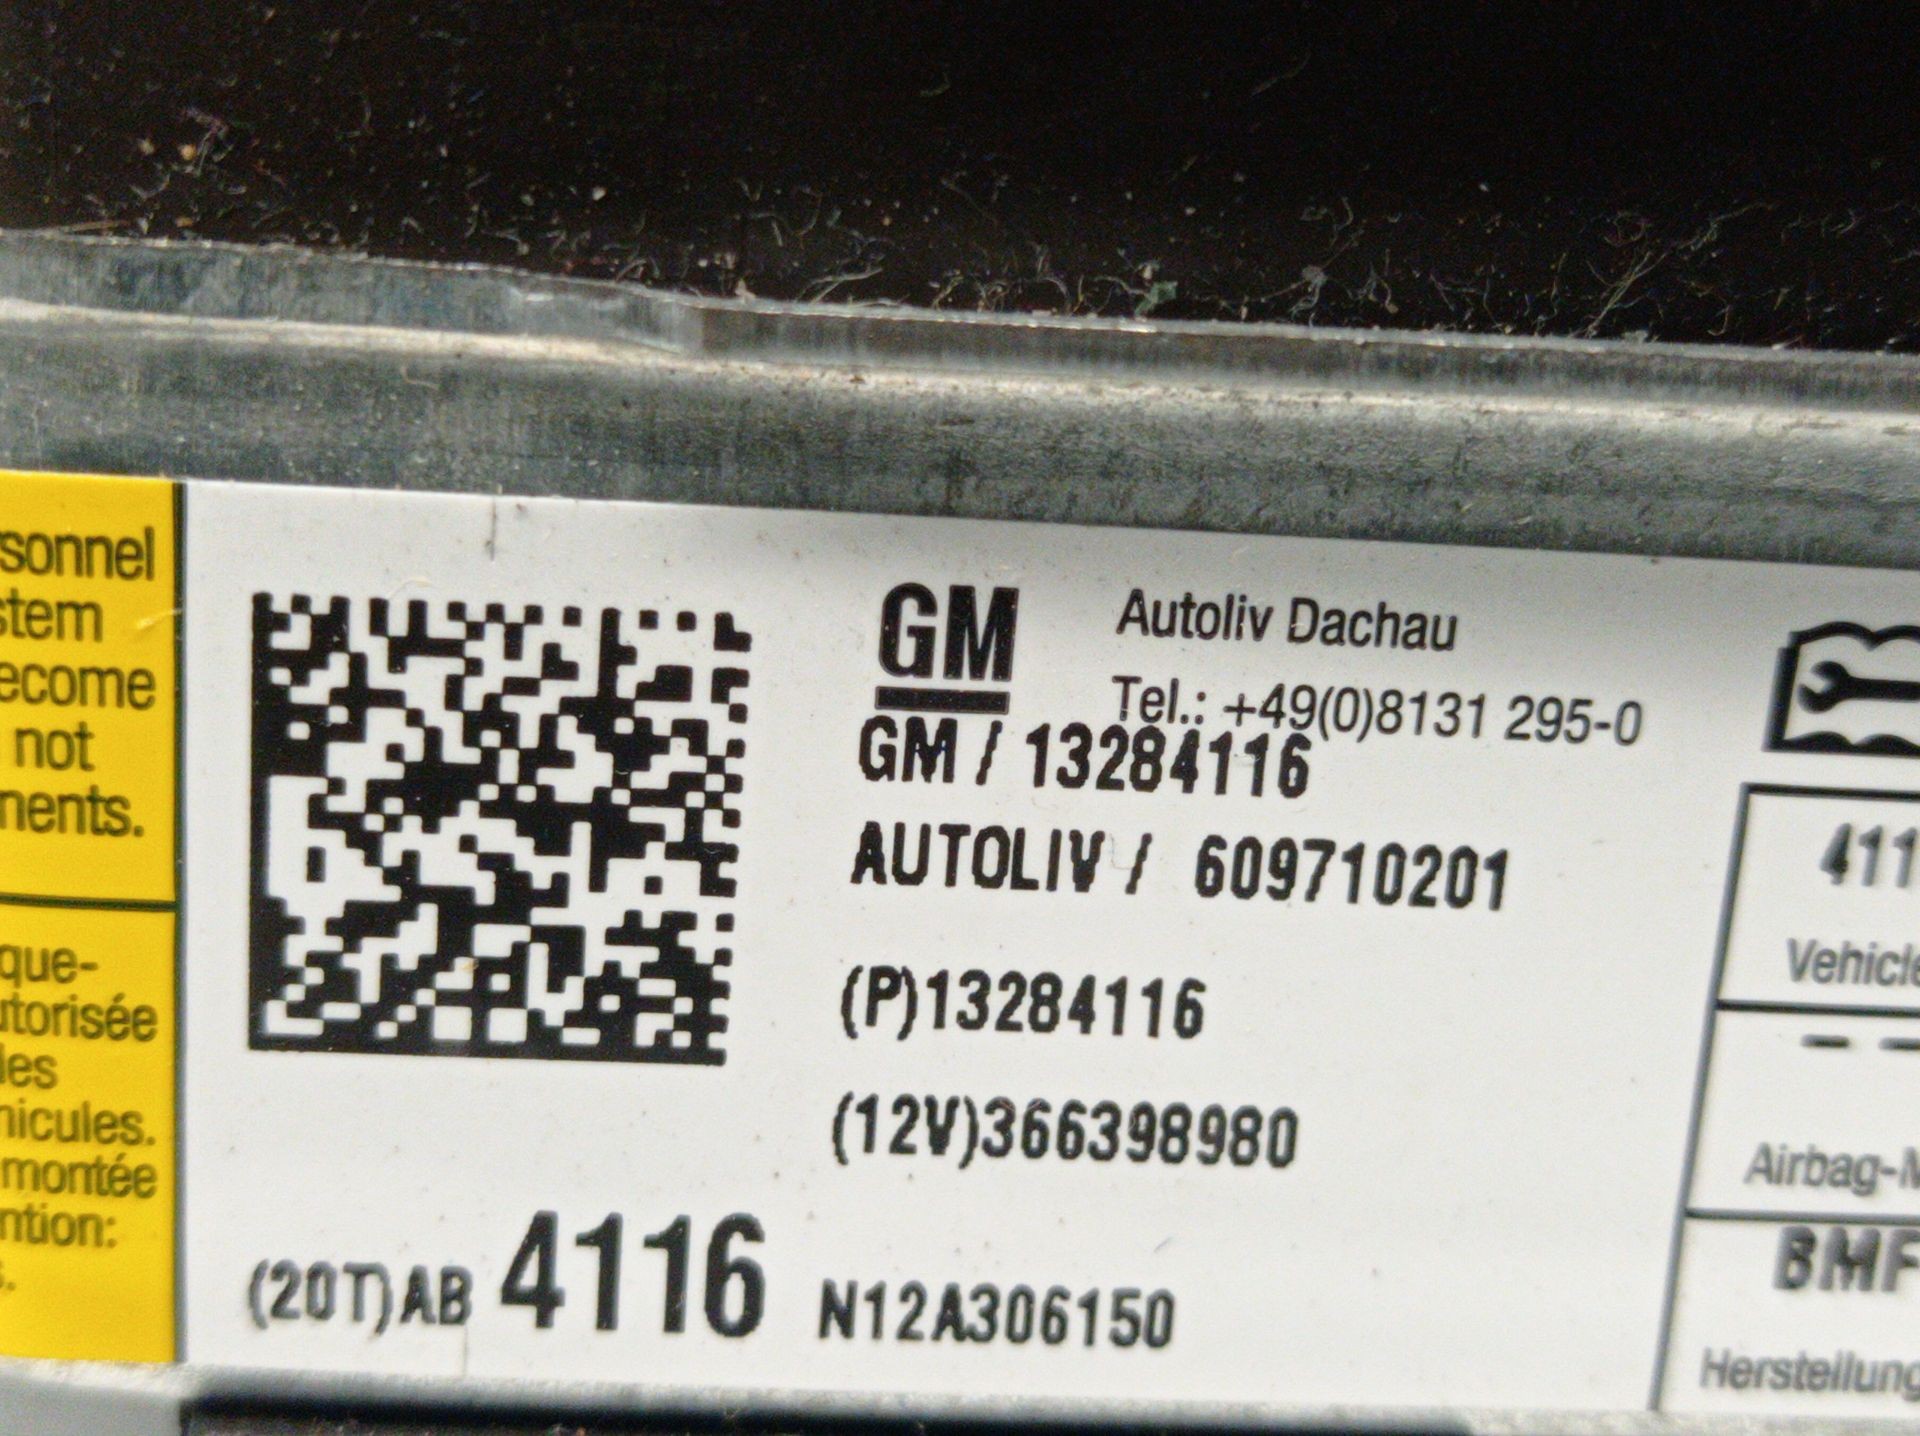 sonnel
stem
ecome
not
nents.
que-
utorisée
les
nicules.
montée
ntion:
GM
Autoliv Dachau
Tel.: +49(0)8131 295-0
GM / 13284116
AUTOLIV / 609710201
(P)13284116
(12V)366398980
(20T)AB 4116 N12A306150
411
Vehicle
- -
Airbag-M
BMF
Herstellung